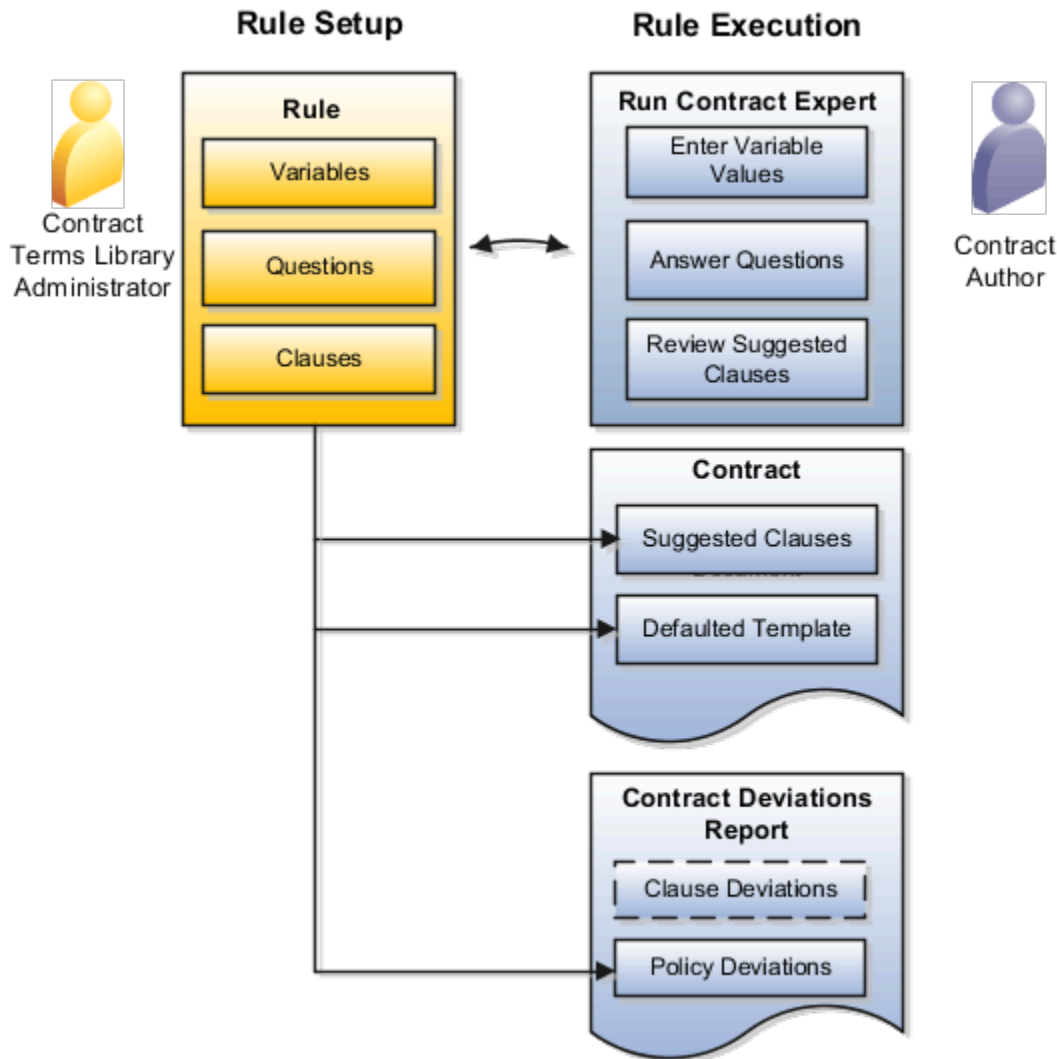 Rule Setup
Rule Execution
Rule
Variables
Questions
Clauses
Contract
Terms Library
Administrator
Run Contract Expert
Enter Variable
Values
Answer Questions
Review Suggested
Clauses
Contract
Author
Contract
Suggested Clauses
Defaulted Template
Contract Deviations
Report
Clause Deviations
Policy Deviations